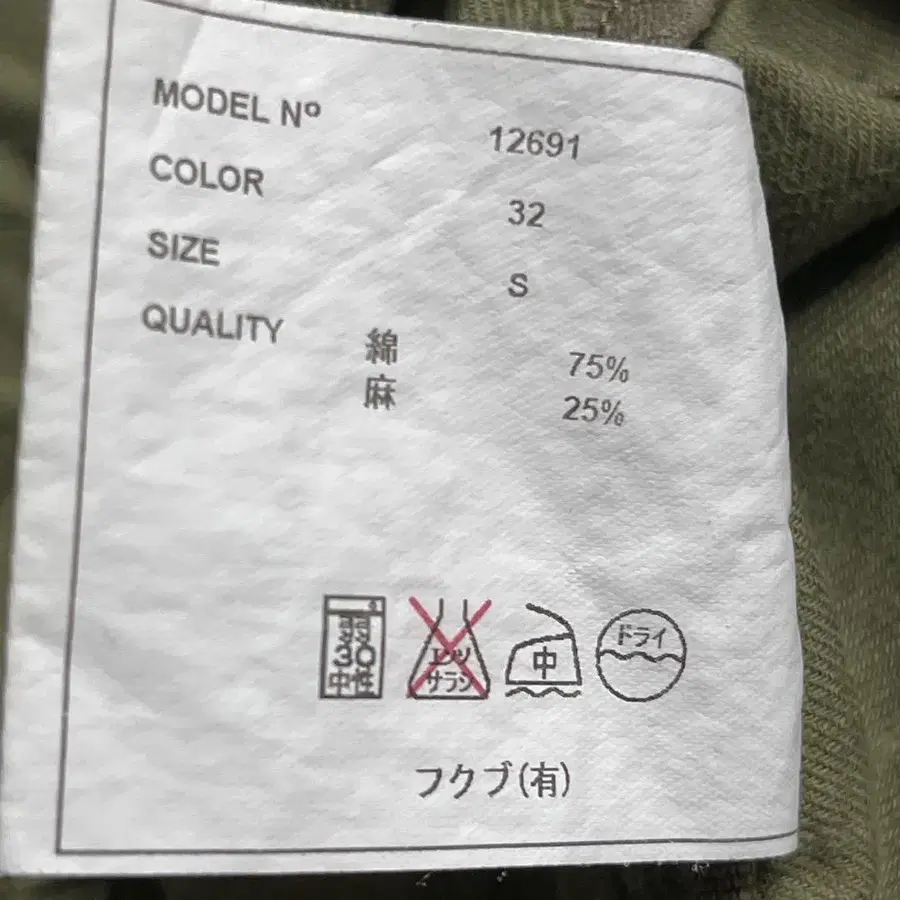 MODEL Nº 12691
COLOR 32
SIZE S
QUALITY 綿 75%
麻 25%
弱
30
中性
エンソ
サラシ
中
ドライ
フクブ(有)